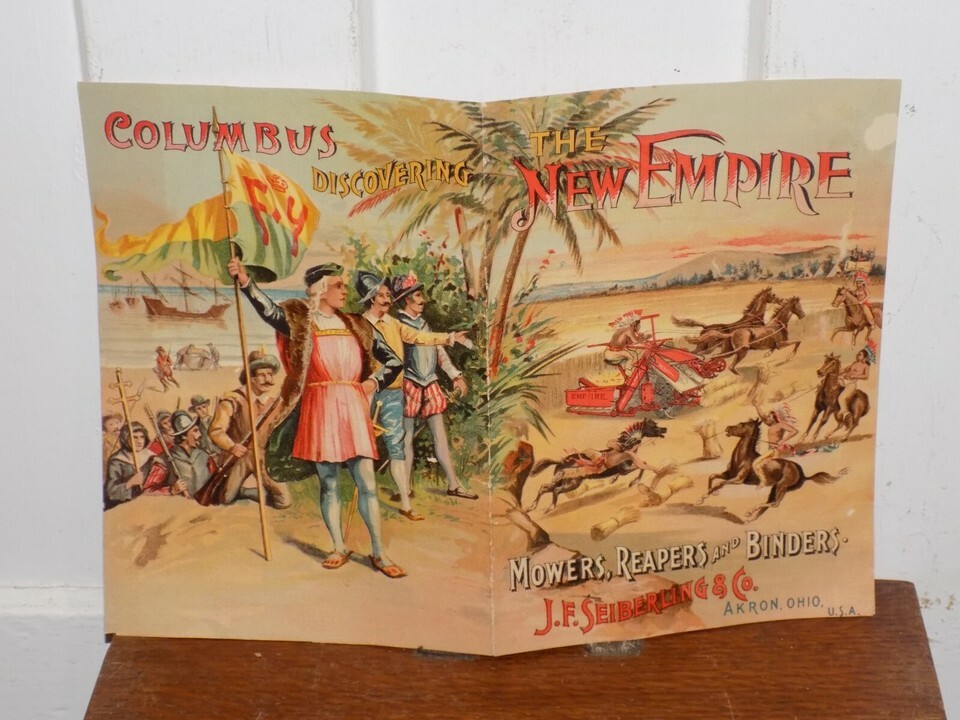 COLUMBUS
DISCOVERING
F Y
THE
NEW EMPIRE
EMPIRE
MOWERS, REAPERS AND BINDERS.
J.F. SEIBERLING & CO.
AKRON, OHIO, U.S.A.